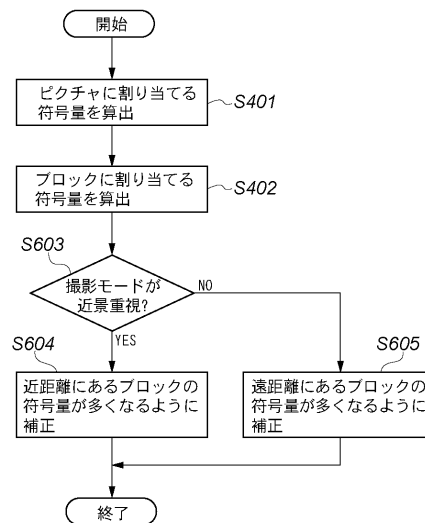 開始
ピクチャに割り当てる
符号量を算出
S401
ブロックに割り当てる
符号量を算出
S402
S603
撮影モードが
近景重視?
NO
YES
S604
近距離にあるブロックの
符号量が多くなるように
補正
S605
遠距離にあるブロックの
符号量が多くなるように
補正
終了